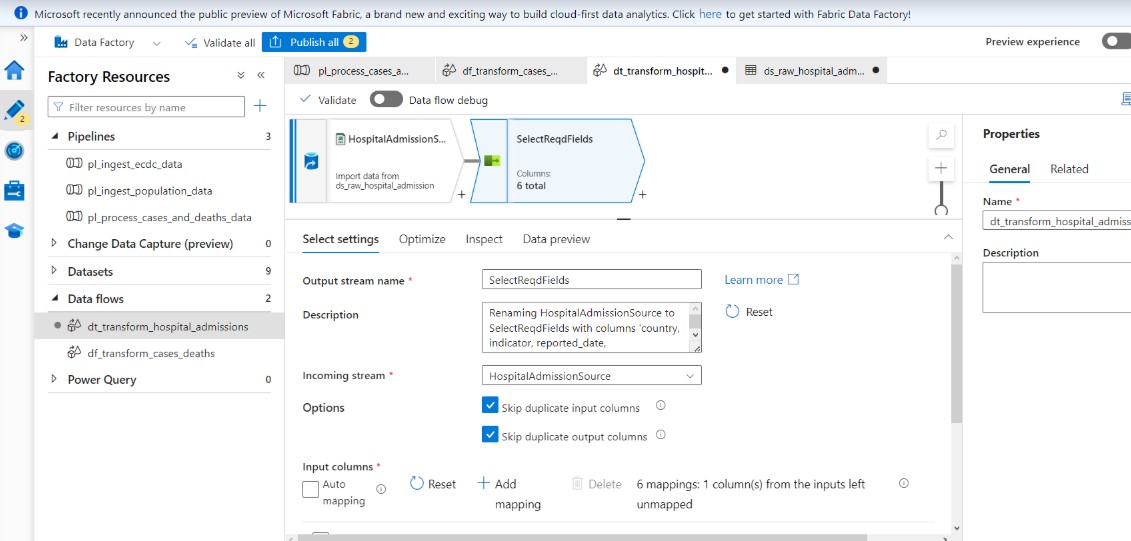 Microsoft recently announced the public preview of Microsoft Fabric, a brand new and exciting way to build cloud-first data analytics. Click here to get started with Fabric Data Factory!
Data Factory
Validate all
Publish all 2
Preview experience
Factory Resources
Filter resources by name
Pipelines 3
pl_ingest_ecdc_data
pl_ingest_population_data
pl_process_cases_and_deaths_data
Change Data Capture (preview) 0
Datasets 9
Data flows 2
dt_transform_hospital_admissions
df_transform_cases_deaths
Power Query 0
2
pl_process_cases_a...
df_transform_cases_...
dt_transform_hospit...
ds_raw_hospital_adm...
Validate
Data flow debug
HospitalAdmissionS...
Import data from
ds_raw_hospital_admission
+
SelectReqdFields
Columns:
6 total
+
Select settings
Optimize
Inspect
Data preview
Output stream name *
SelectReqdFields
Learn more
Description
Renaming HospitalAdmissionSource to
SelectReqdFields with columns 'country,
indicator, reported_date,
Reset
Incoming stream *
HospitalAdmissionSource
Options
Skip duplicate input columns
Skip duplicate output columns
Input columns *
Auto
mapping
Reset
Add
mapping
Delete
6 mappings: 1 column(s) from the inputs left
unmapped
Properties
General
Related
Name *
dt_transform_hospital_admiss
Description